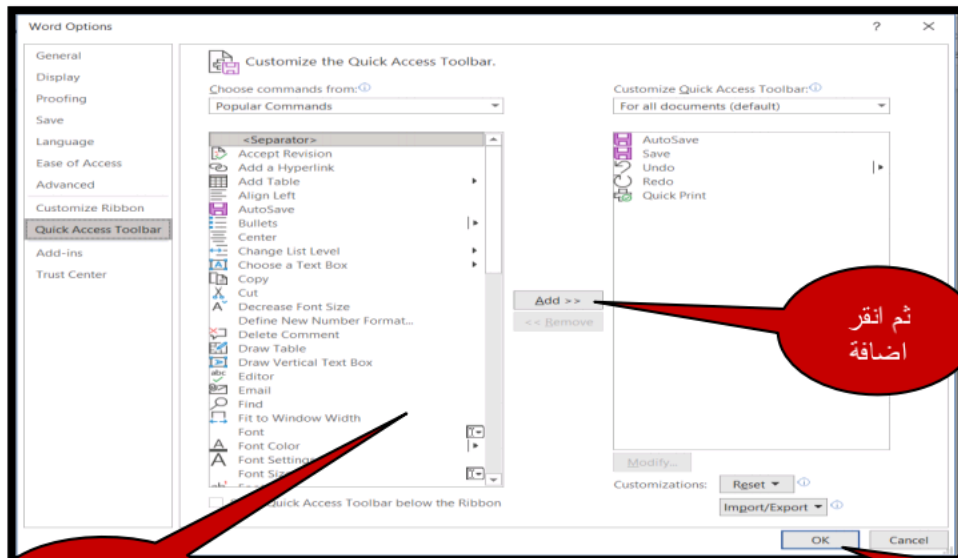 Word Options
General
Display
Proofing
Save
Language
Ease of Access
Advanced
Customize Ribbon
Quick Access Toolbar
Add-ins
Trust Center
Customize the Quick Access Toolbar.
Choose commands from:
Popular Commands
<Separator>
Accept Revision
Add a Hyperlink
Add Table
Align Left
AutoSave
Bullets
Center
Change List Level
Choose a Text Box
Copy
Cut
Decrease Font Size
Define New Number Format...
Delete Comment
Draw Table
Draw Vertical Text Box
Editor
Email
Find
Fit to Window Width
Font
Font Color
Font Settings
Font Size
Quick Access Toolbar below the Ribbon
Add >>
<< Remove
Customize Quick Access Toolbar:
For all documents (default)
AutoSave
Save
Undo
Redo
Quick Print
ثم انقر
اضافة
Modify...
Customizations:
Reset
Import/Export
OK
Cancel